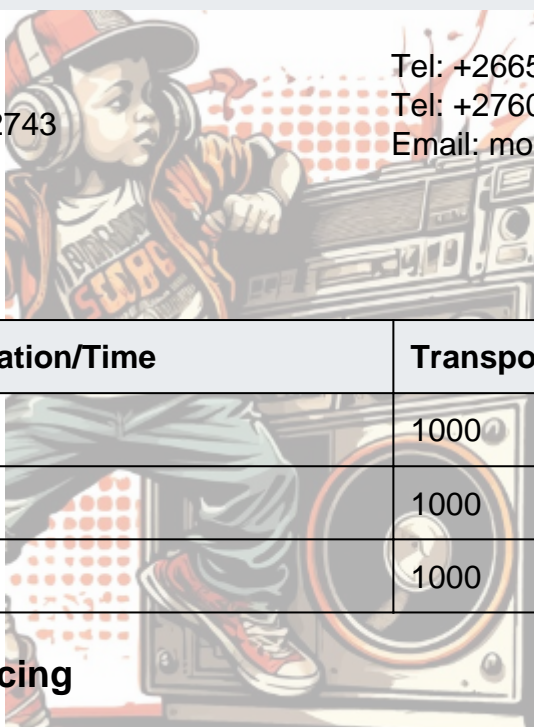 Tel: +2665
2743
Tel: +2760
Email: mo
ation/Time
Transpo
1000
1000
1000
cing